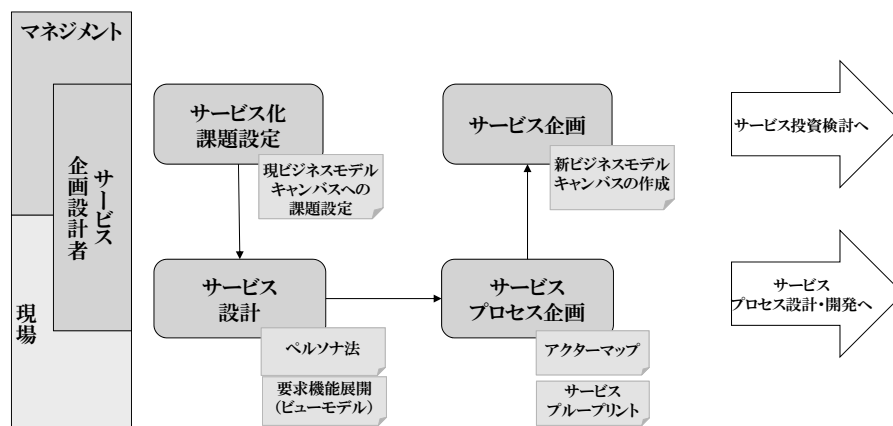 マネジメント
サービス
企画設計者
現場
サービス化
課題設定
現ビジネスモデル
キャンバスへの
課題設定
サービス企画
新ビジネスモデル
キャンバスの作成
サービス投資検討へ
サービス
設計
ペルソナ法
要求機能展開
(ビューモデル)
サービス
プロセス企画
アクターマップ
サービス
ブループリント
サービス
プロセス設計・開発へ